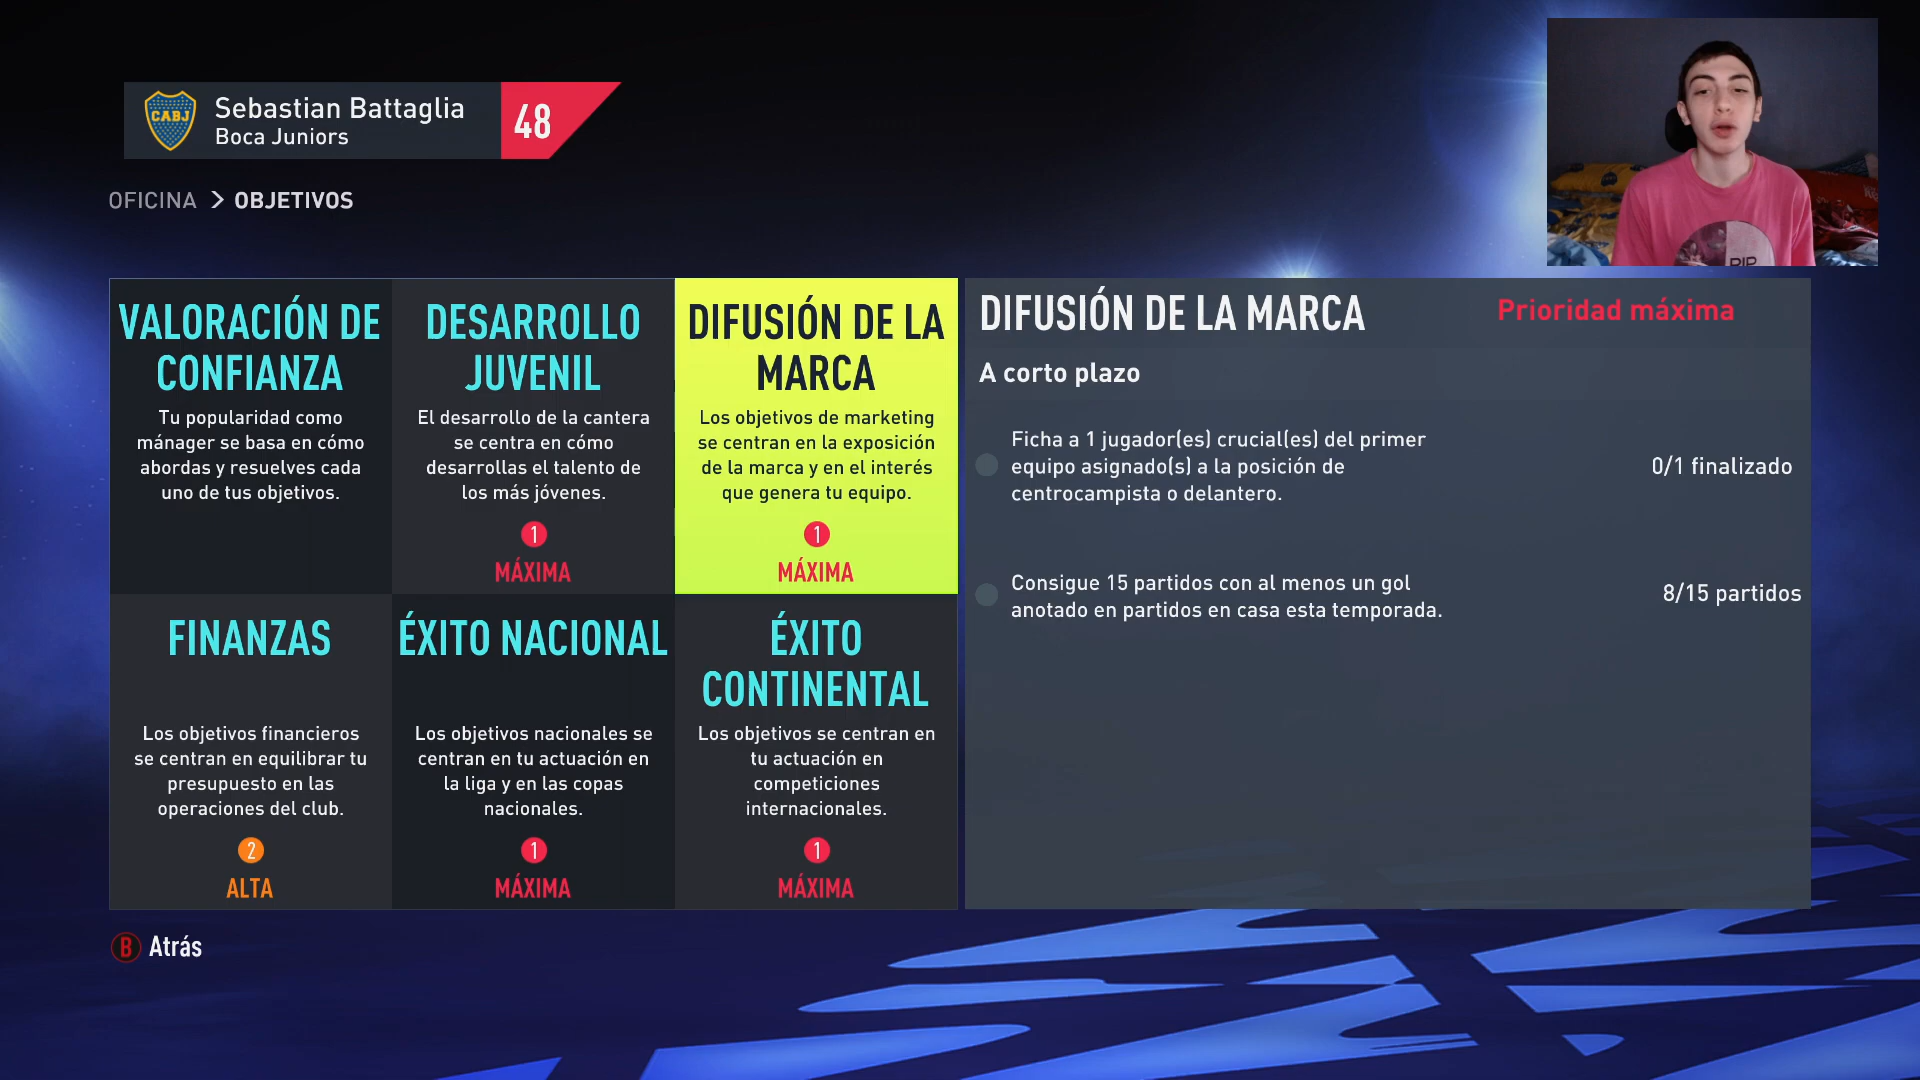 CABJ
Sebastian Battaglia
Boca Juniors
48
OFICINA > OBJETIVOS
VALORACIÓN DE
CONFIANZA
Tu popularidad como
mánager se basa en cómo
abordas y resuelves cada
uno de tus objetivos.
DESARROLLO
JUVENIL
El desarrollo de la cantera
se centra en cómo
desarrollas el talento de
los más jóvenes.
1
MÁXIMA
DIFUSIÓN DE LA
MARCA
Los objetivos de marketing
se centran en la exposición
de la marca y en el interés
que genera tu equipo.
1
MÁXIMA
FINANZAS
Los objetivos financieros
se centran en equilibrar tu
presupuesto en las
operaciones del club.
2
ALTA
ÉXITO NACIONAL
Los objetivos nacionales se
centran en tu actuación en
la liga y en las copas
nacionales.
1
MÁXIMA
ÉXITO
CONTINENTAL
Los objetivos se centran en
tu actuación en
competiciones
internacionales.
1
MÁXIMA
DIFUSIÓN DE LA MARCA
Prioridad máxima
A corto plazo
Ficha a 1 jugador(es) crucial(es) del primer
equipo asignado(s) a la posición de
centrocampista o delantero.
0/1 finalizado
Consigue 15 partidos con al menos un gol
anotado en partidos en casa esta temporada.
8/15 partidos
B Atrás